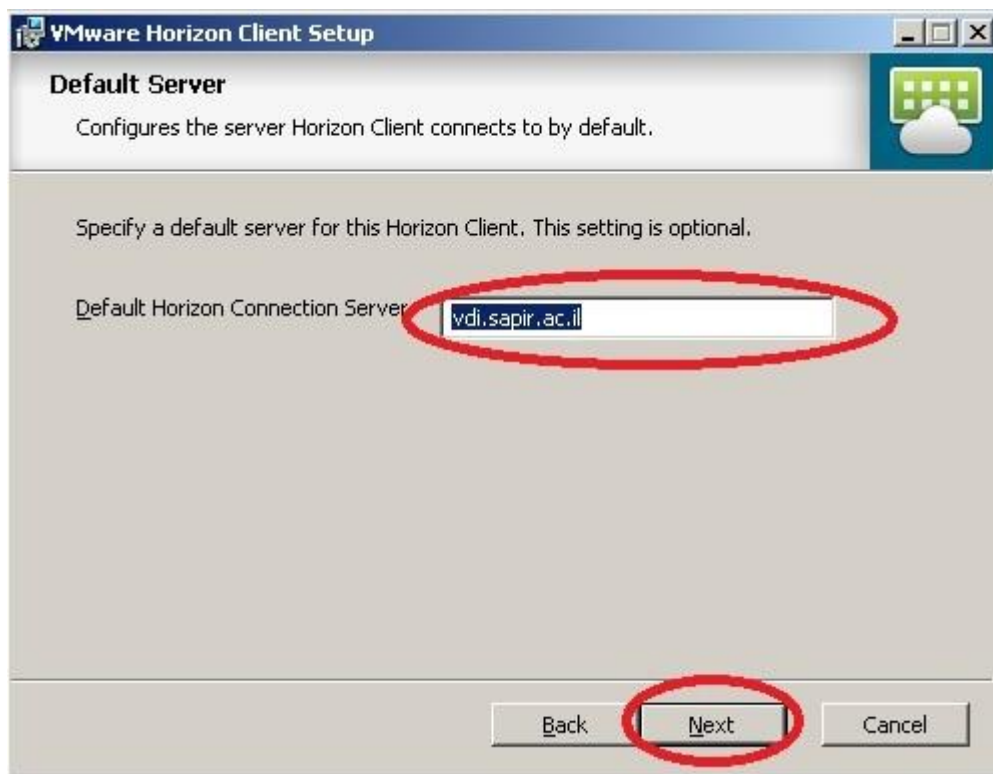 VMware Horizon Client Setup
Default Server
Configures the server Horizon Client connects to by default.
Specify a default server for this Horizon Client. This setting is optional.
Default Horizon Connection Server
vdi.sapir.ac.il
Back Next Cancel